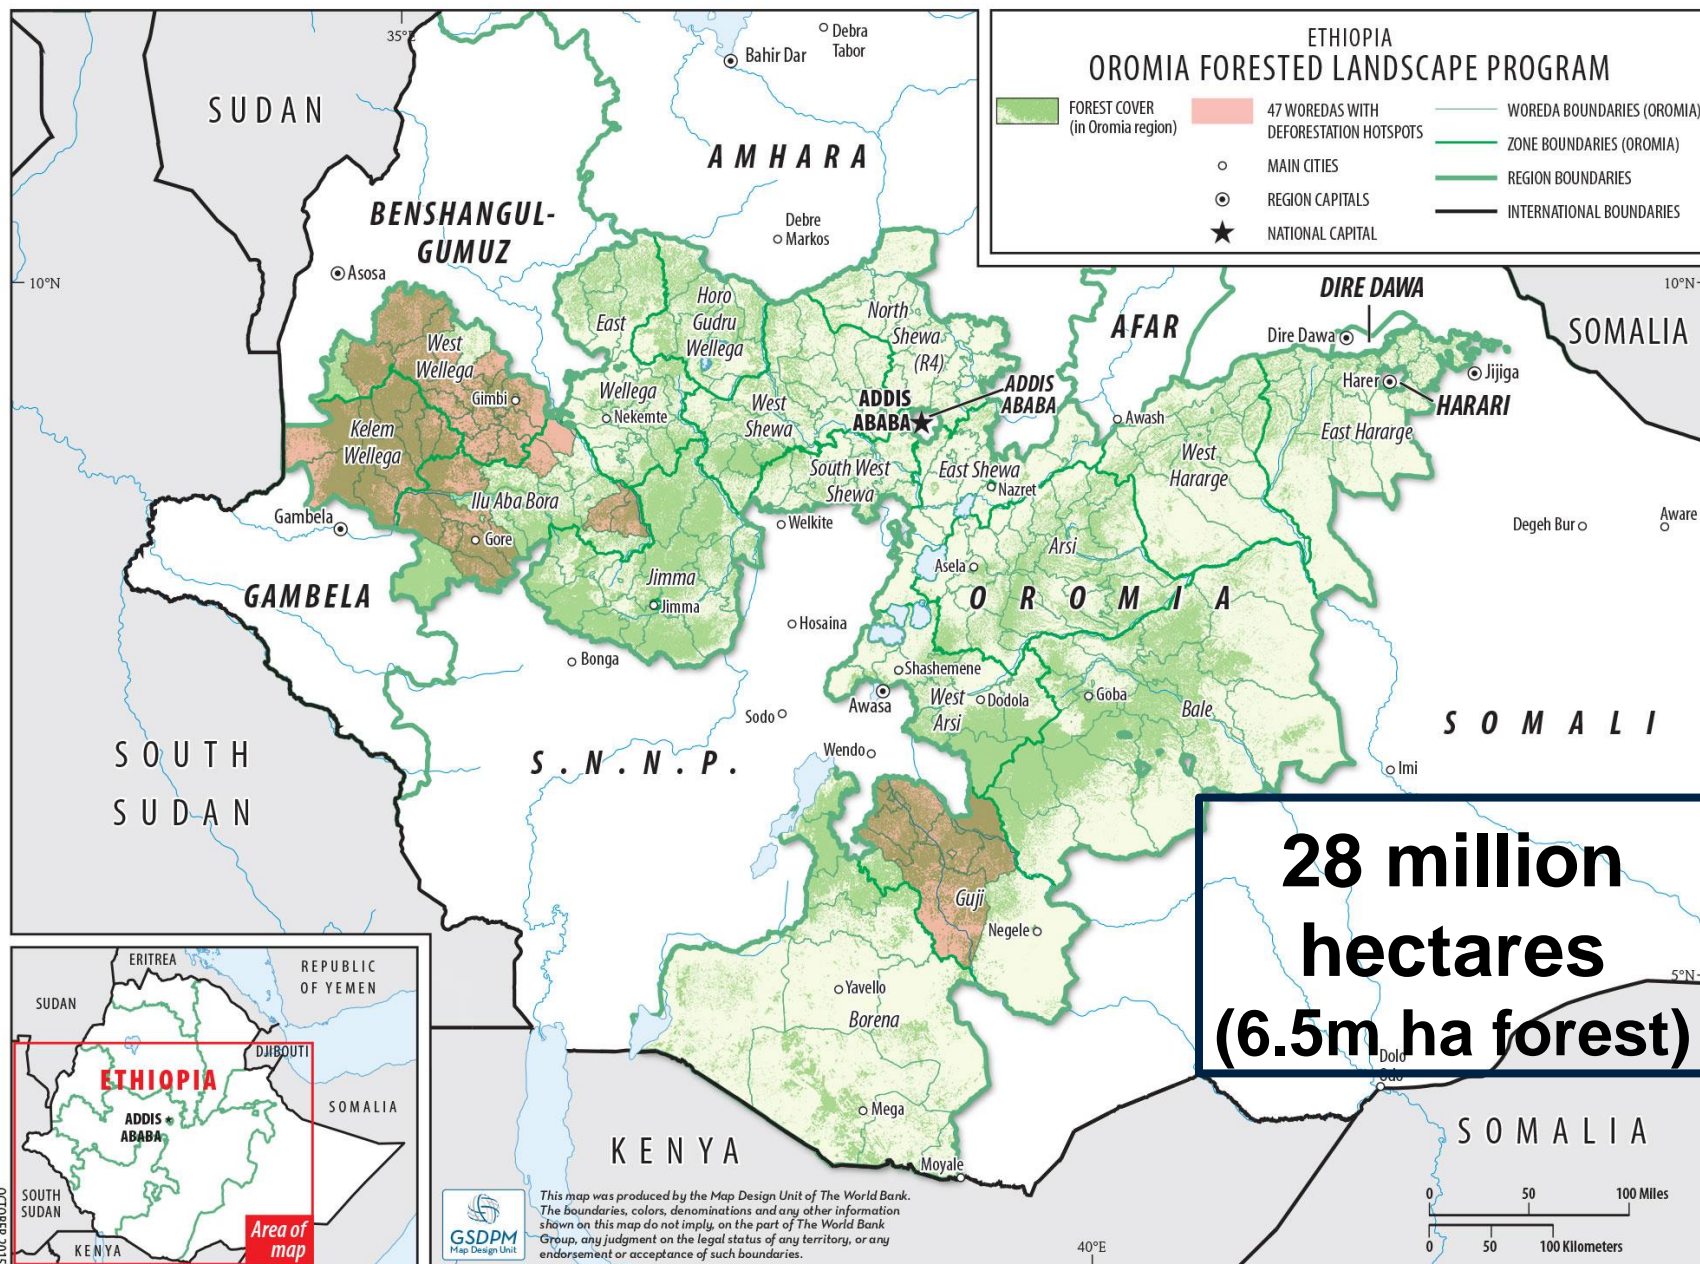 ETHIOPIA
OROMIA FORESTED LANDSCAPE PROGRAM
FOREST COVER
(in Oromia region)
47 WOREDAS WITH
DEFORESTATION HOTSPOTS
MAIN CITIES
REGION CAPITALS
NATIONAL CAPITAL
WOREDA BOUNDARIES (OROMIA)
ZONE BOUNDARIES (OROMIA)
REGION BOUNDARIES
INTERNATIONAL BOUNDARIES
35°E
Debra
Tabor
Bahir Dar
SUDAN
AMHARA
BENSHANGUL-
GUMUZ
Debre
Markos
Asosa
10°N
10°N
DIRE DAWA
AFAR
SOMALIA
Dire Dawa
Jijiga
Harer
HARARI
East Hararge
West
Hararge
Awash
East
Wellega
Horo
Gudru
Wellega
North
Shewa
(R4)
West
Wellega
Gimbi
Nekemte
West
Shewa
ADDIS
ABABA
ADDIS
ABABA
Kelem
Wellega
South West
Shewa
East Shewa
Nazret
Ilu Aba Bora
Gambela
Gore
Welkite
Degeh Bur
Aware
Arsi
Asela
Jimma
Jimma
GAMBELA
OROMIA
Hosaina
Bonga
Shashemene
Awasa
West
Arsi
Dodola
Goba
Bale
Sodo
SOMALI
Wendo
S.N.N.P.
Imi
SOUTH
SUDAN
28 million
hectares
(6.5m ha forest)
Guji
Negele
5°N
Yavello
Borena
Dolo
Odo
Mega
KENYA
Moyale
SOMALIA
ERITREA
REPUBLIC
OF YEMEN
SUDAN
DJIBOUTI
ETHIOPIA
ADDIS
ABABA
SOMALIA
SOUTH
SUDAN
KENYA
Area of
map
OCTOBER 2015
GSDPM
Map Design Unit
This map was produced by the Map Design Unit of The World Bank.
The boundaries, colors, denominations and any other information
shown on this map do not imply, on the part of The World Bank
Group, any judgment on the legal status of any territory, or any
endorsement or acceptance of such boundaries.
40°E
0 50 100 Miles
0 50 100 Kilometers